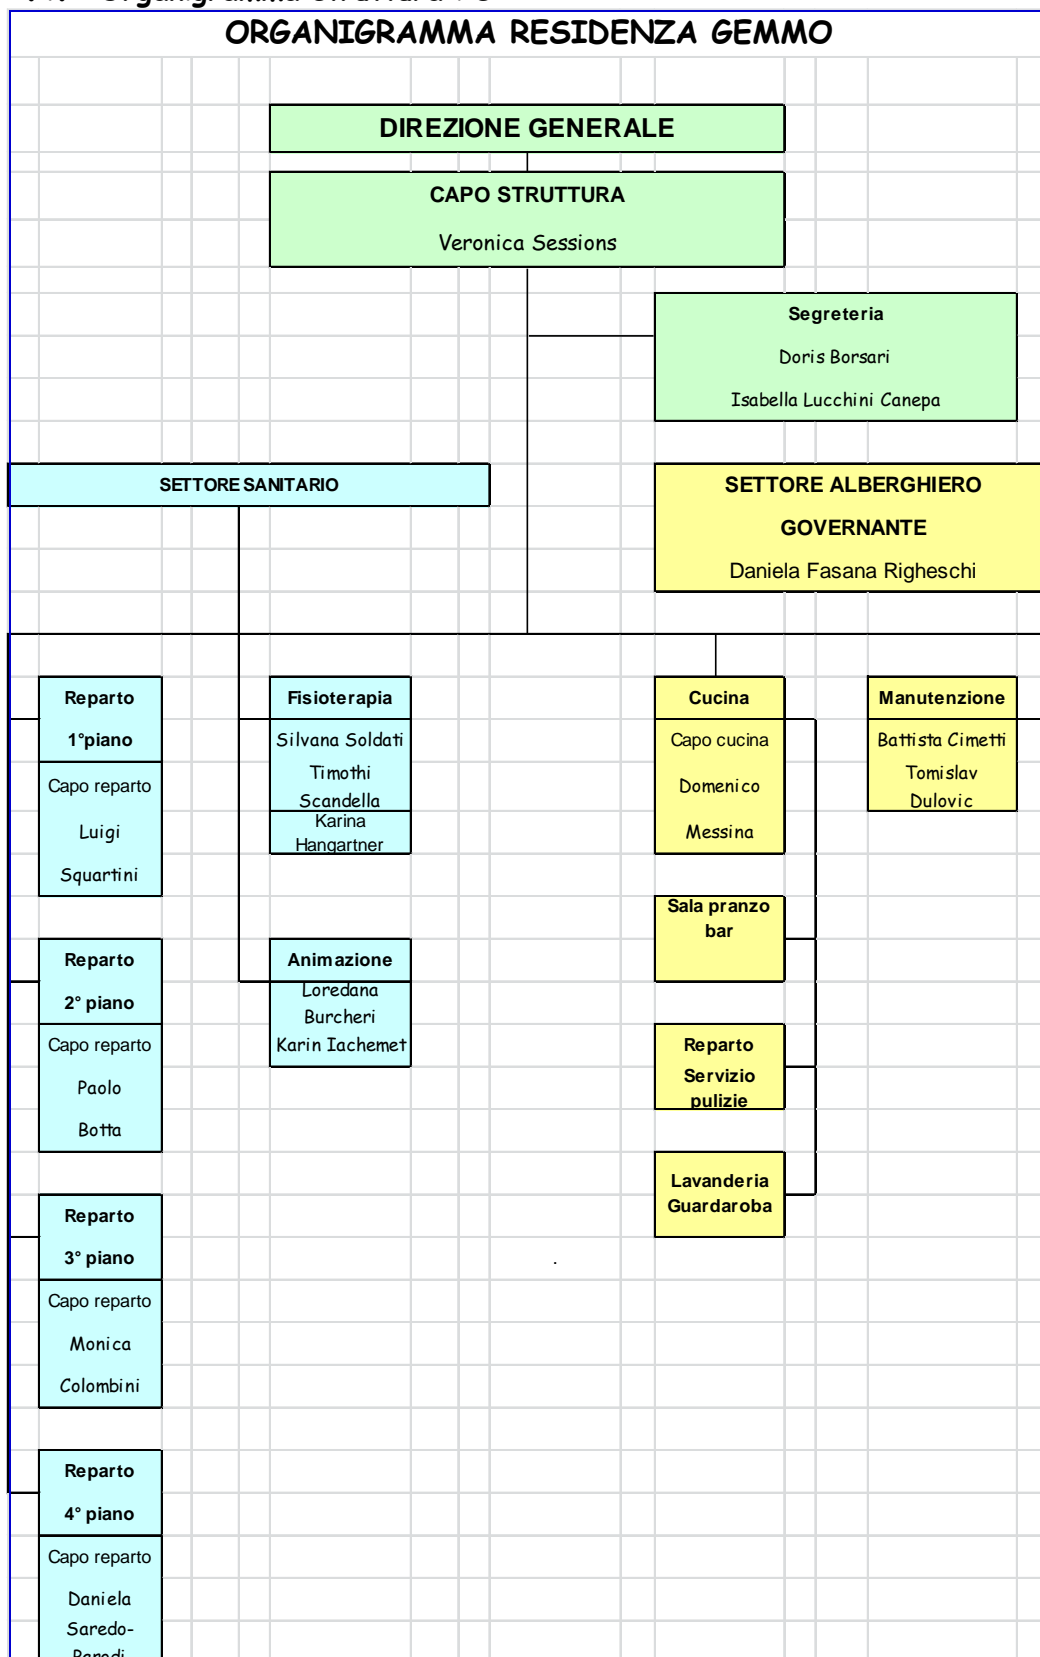 ORGANIGRAMMA RESIDENZA GEMMO
DIREZIONE GENERALE
CAPO STRUTTURA
Veronica Sessions
Segreteria
Doris Borsari
Isabella Lucchini Canepa
SETTORE SANITARIO
SETTORE ALBERGHIERO
GOVERNANTE
Daniela Fasana Righeschi
Reparto
1°piano
Capo reparto
Luigi
Squartini
Fisioterapia
Silvana Soldati
Timothi
Scandella
Karina
Hangartner
Cucina
Capo cucina
Domenico
Messina
Manutenzione
Battista Cimetti
Tomislav
Dulovic
Sala pranzo
bar
Reparto
2° piano
Capo reparto
Paolo
Botta
Animazione
Loredana
Burcheri
Karin Iachemet
Reparto
Servizio
pulizie
Lavanderia
Guardaroba
Reparto
3° piano
Capo reparto
Monica
Colombini
.
Reparto
4° piano
Capo reparto
Daniela
Saredo-
Parodi